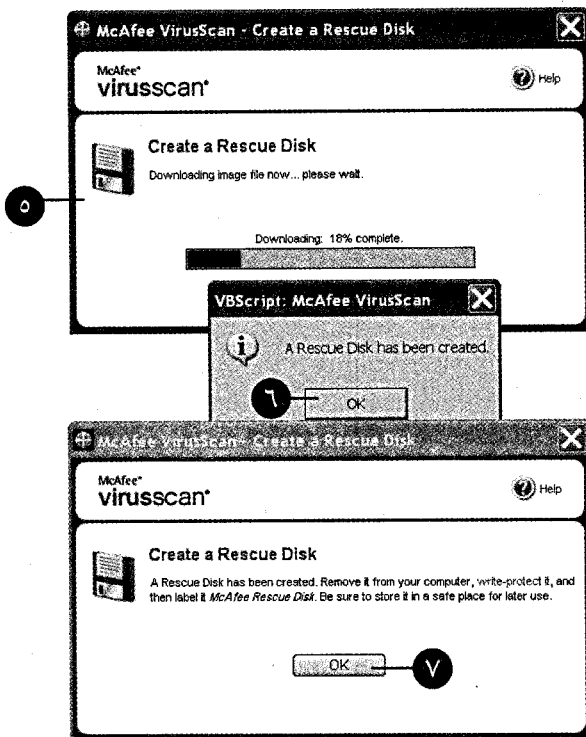 McAfee VirusScan - Create a Rescue Disk
McAfee*
virusscan*
Help
Create a Rescue Disk
Downloading image file now... please wait.
٥
Downloading: 18% complete.
VBScript: McAfee VirusScan
A Rescue Disk has been created.
٦
OK
McAfee VirusScan - Create a Rescue Disk
McAfee*
virusscan*
Help
Create a Rescue Disk
A Rescue Disk has been created. Remove it from your computer, write-protect it, and
then label it McAfee Rescue Disk. Be sure to store it in a safe place for later use.
OK
٧